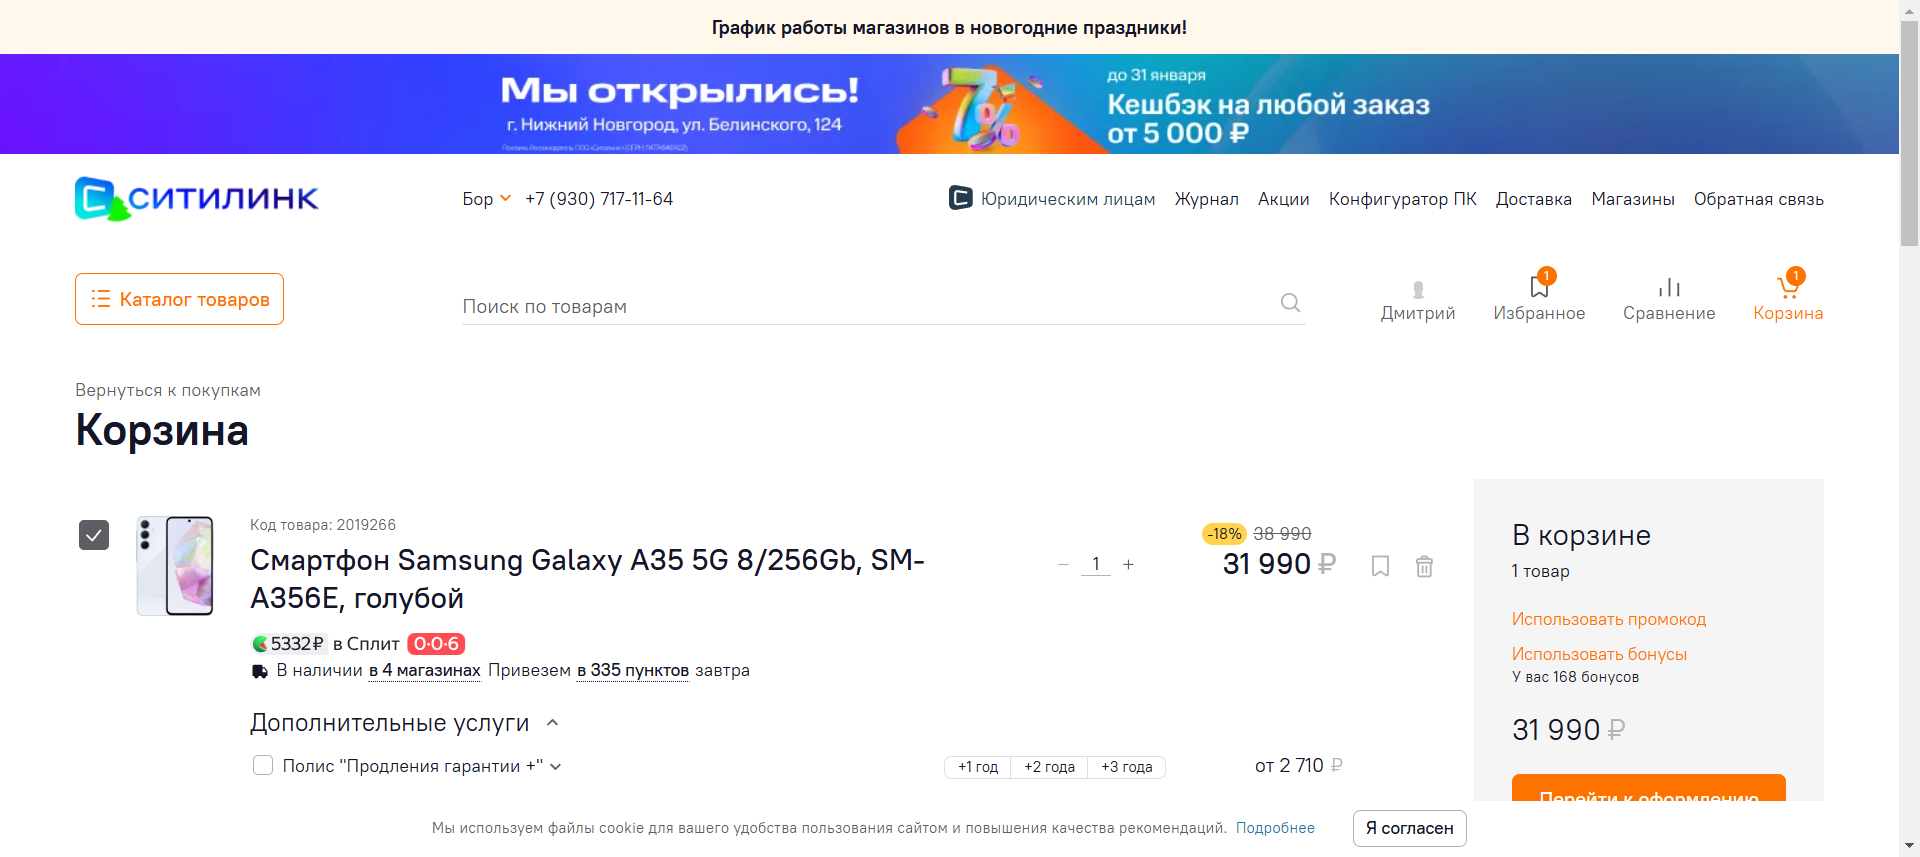 График работы магазинов в новогодние праздники!
Мы открылись!
г. Нижний Новгород, ул. Белинского, 124
7%
до 31 января
Кешбэк на любой заказ
от 5 000 ₽
СИТИЛИНК
Бор
+7 (930) 717-11-64
Юридическим лицам
Журнал
Акции
Конфигуратор ПК
Доставка
Магазины
Обратная связь
Каталог товаров
Поиск по товарам
Дмитрий
1
Избранное
Сравнение
1
Корзина
Вернуться к покупкам
Корзина
Код товара: 2019266
Смартфон Samsung Galaxy A35 5G 8/256Gb, SM-
A356E, голубой
1
-18% 38 990
31 990 ₽
5332 ₽ в Сплит 0·0·6
В наличии в 4 магазинах Привезем в 335 пунктов завтра
Дополнительные услуги
Полис "Продления гарантии +"
+1 год
+2 года
+3 года
от 2 710 ₽
В корзине
1 товар
Использовать промокод
Использовать бонусы
У вас 168 бонусов
31 990 ₽
Перейти к оформлению
Мы используем файлы cookie для вашего удобства пользования сайтом и повышения качества рекомендаций. Подробнее
Я согласен